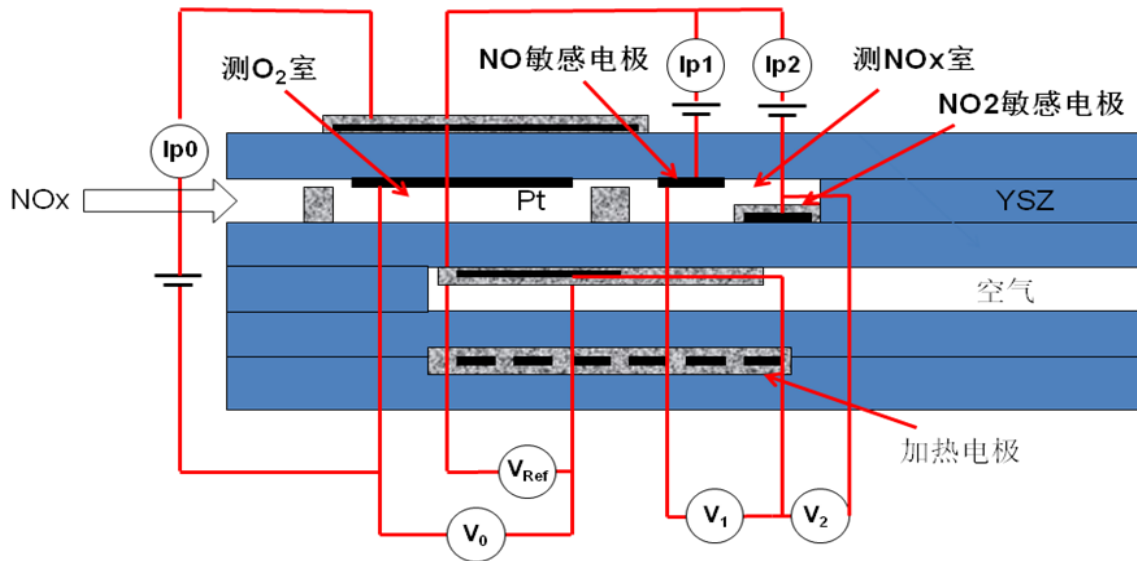 测O₂室
NO敏感电极
Ip1
Ip2
测NOx室
NO2敏感电极
Ip0
NOx
Pt
YSZ
空气
加热电极
V_Ref
V₀
V₁
V₂